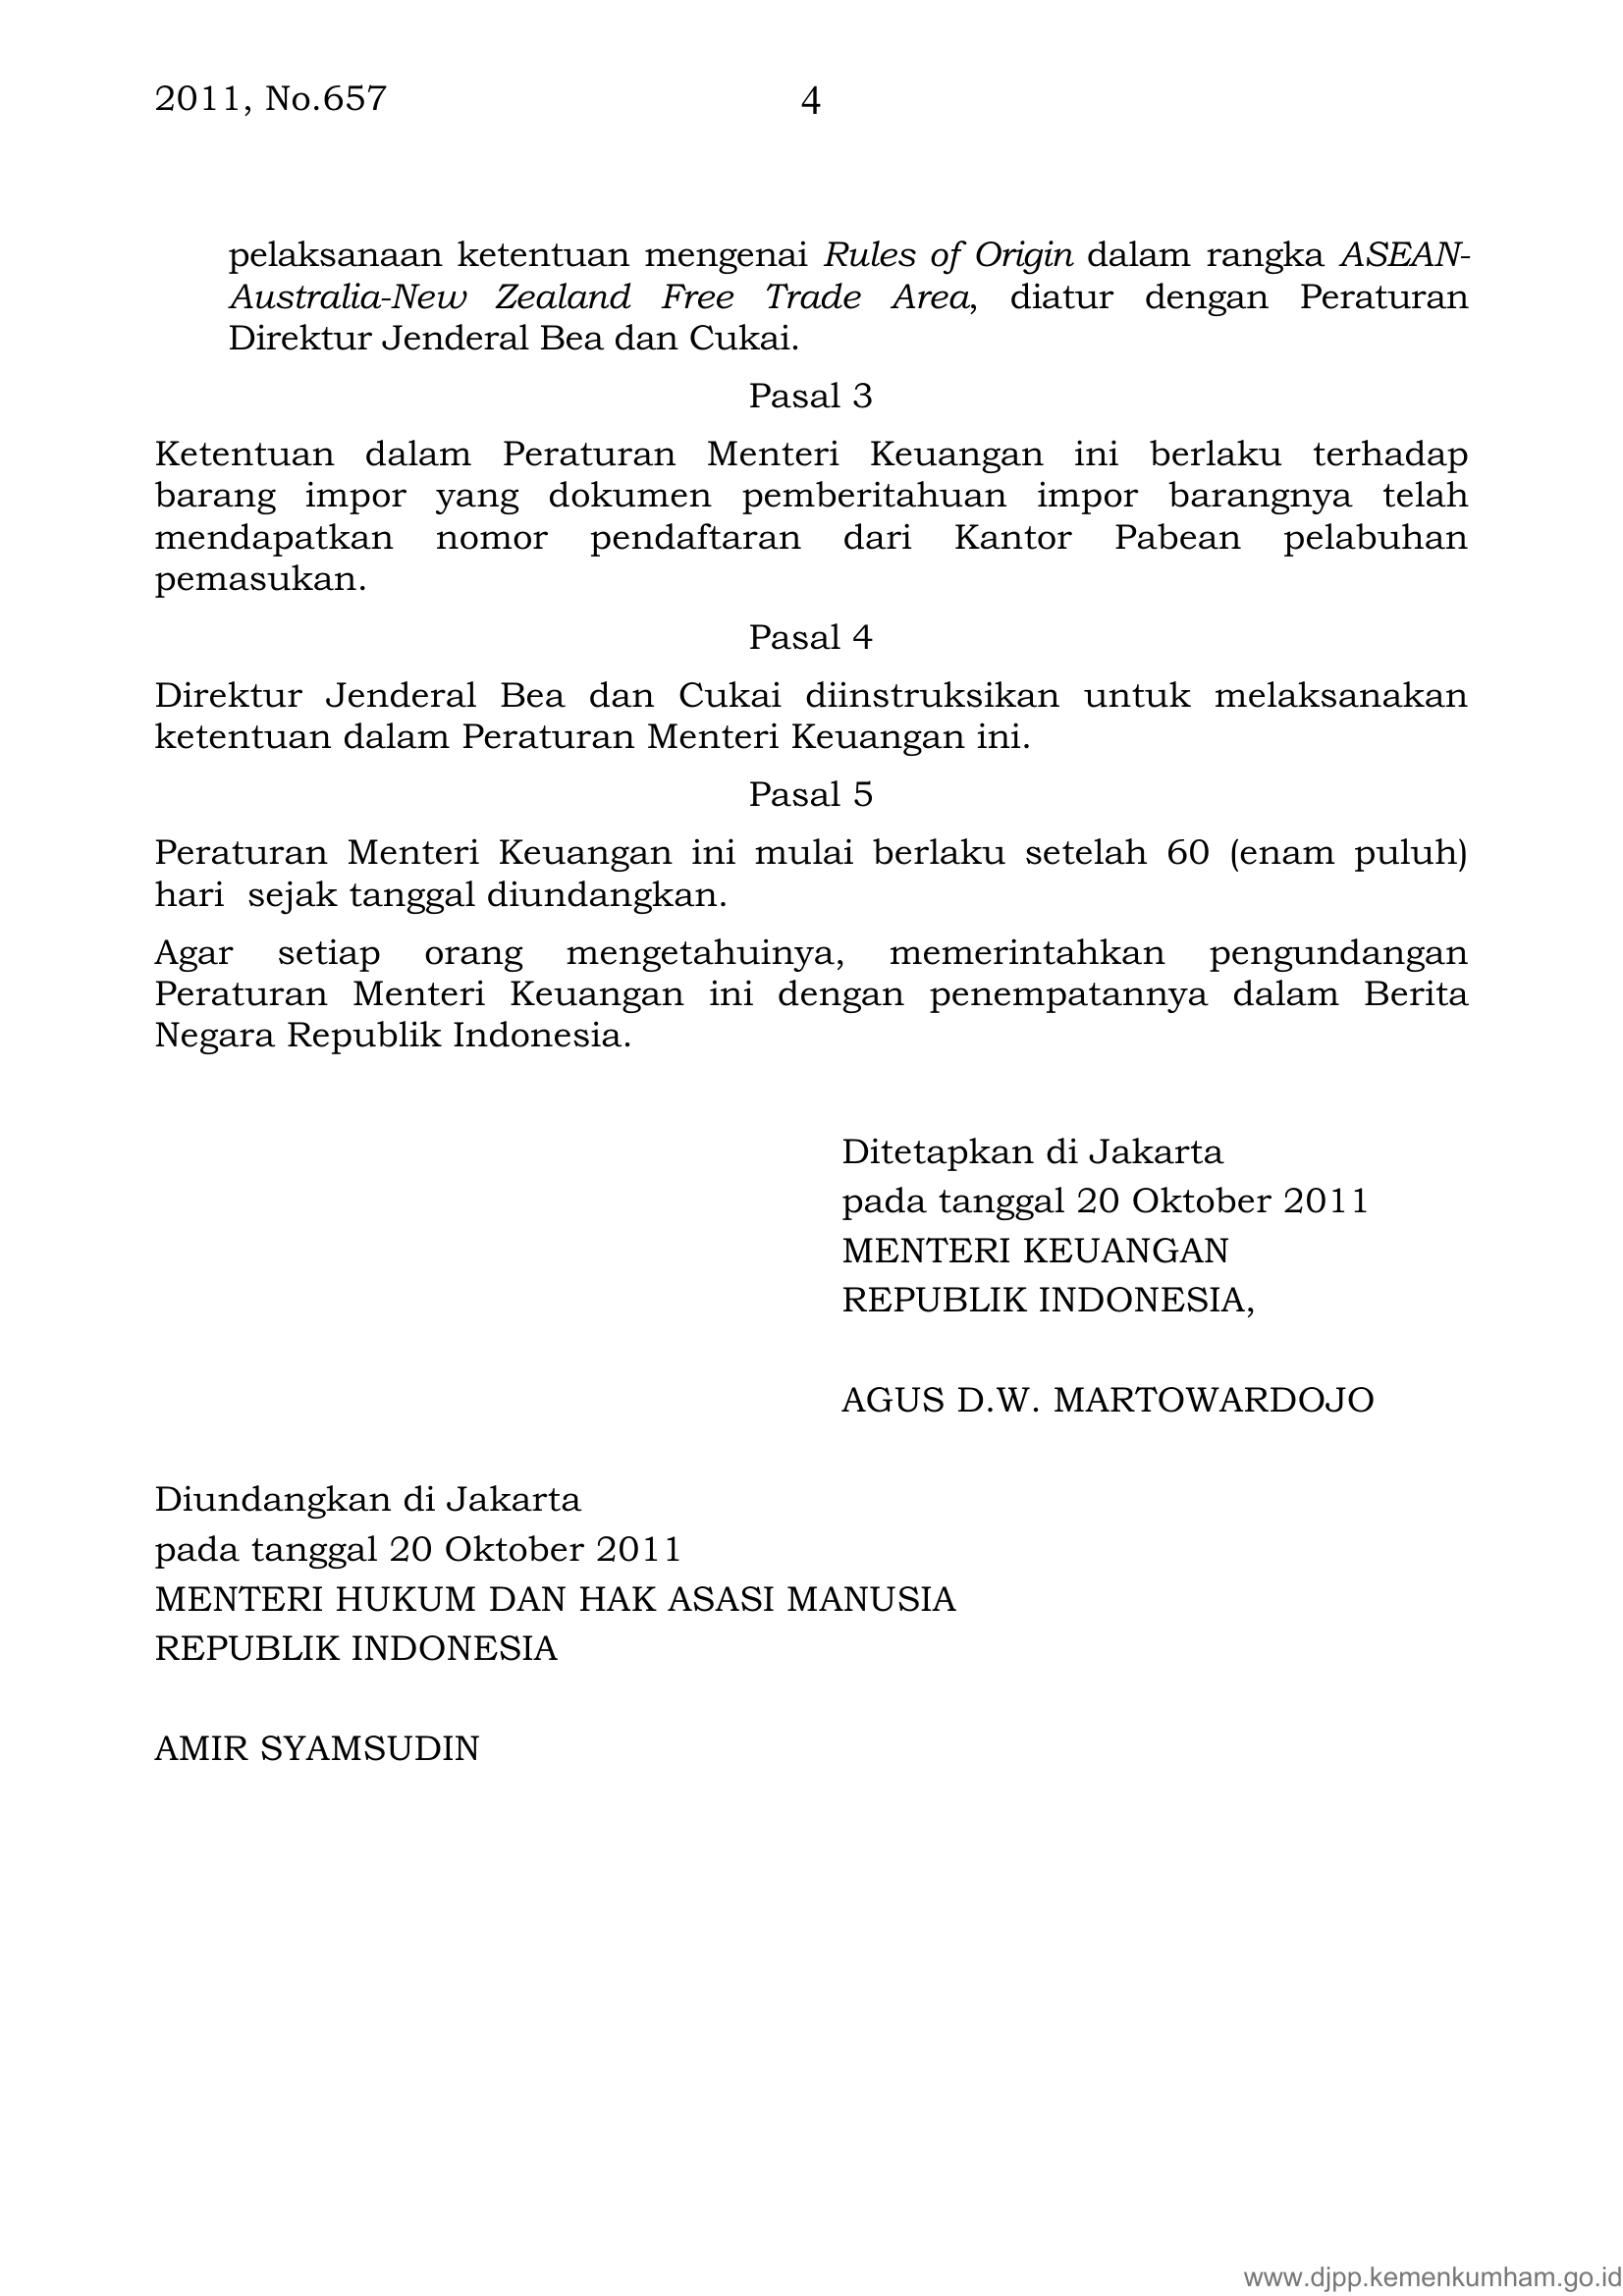 2011, No.657
4
pelaksanaan ketentuan mengenai Rules of Origin dalam rangka ASEAN-
Australia-New Zealand Free Trade Area, diatur dengan Peraturan
Direktur Jenderal Bea dan Cukai.
Pasal 3
Ketentuan dalam Peraturan Menteri Keuangan ini berlaku terhadap
barang impor yang dokumen pemberitahuan impor barangnya telah
mendapatkan nomor pendaftaran dari Kantor Pabean pelabuhan
pemasukan.
Pasal 4
Direktur Jenderal Bea dan Cukai diinstruksikan untuk melaksanakan
ketentuan dalam Peraturan Menteri Keuangan ini.
Pasal 5
Peraturan Menteri Keuangan ini mulai berlaku setelah 60 (enam puluh)
hari  sejak tanggal diundangkan.
Agar setiap orang mengetahuinya, memerintahkan pengundangan
Peraturan Menteri Keuangan ini dengan penempatannya dalam Berita
Negara Republik Indonesia.
Ditetapkan di Jakarta
pada tanggal 20 Oktober 2011
MENTERI KEUANGAN
REPUBLIK INDONESIA,
AGUS D.W. MARTOWARDOJO
Diundangkan di Jakarta
pada tanggal 20 Oktober 2011
MENTERI HUKUM DAN HAK ASASI MANUSIA
REPUBLIK INDONESIA
AMIR SYAMSUDIN
www.djpp.kemenkumham.go.id